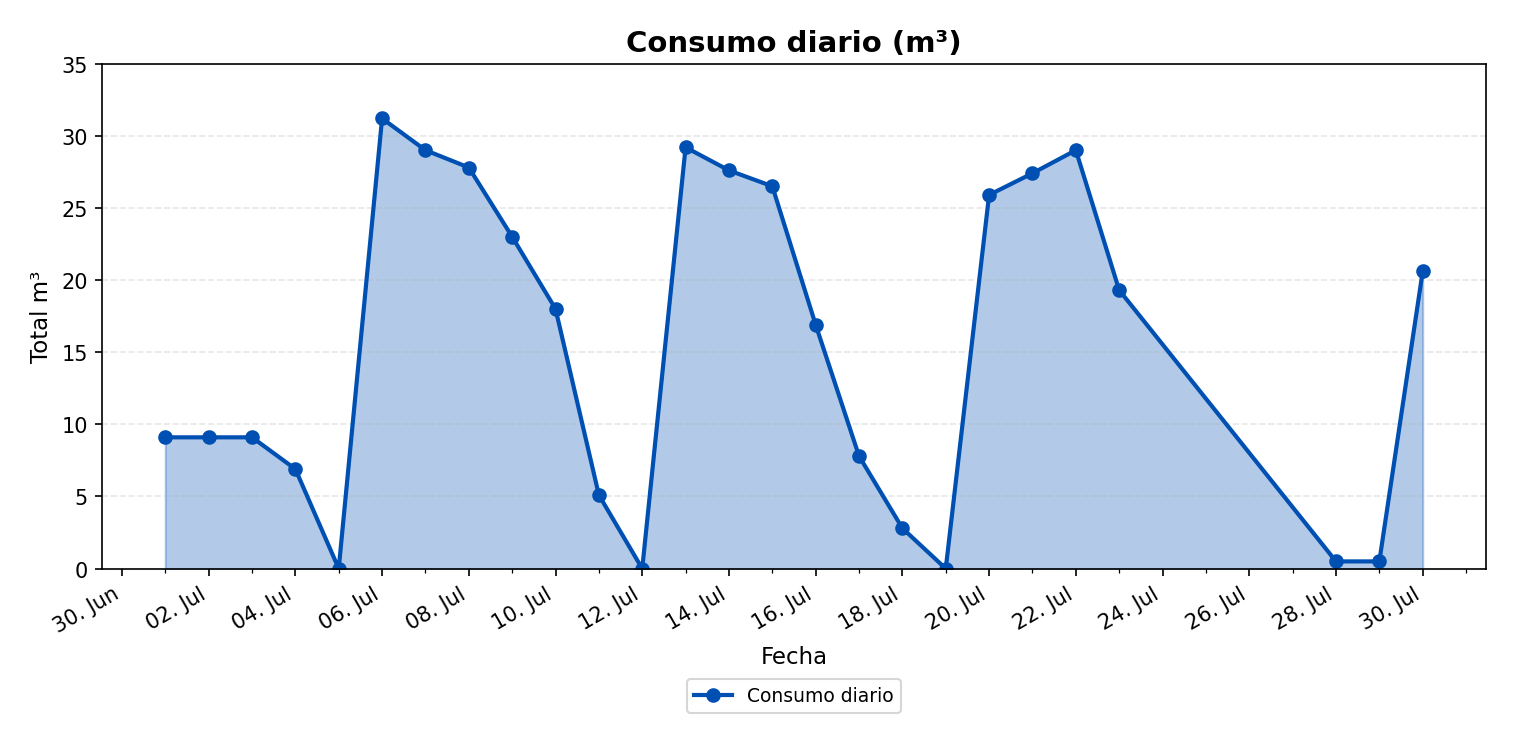 Consumo diario (m³)
Total m³
35
30
25
20
15
10
5
0
30. Jun
02. Jul
04. Jul
06. Jul
08. Jul
10. Jul
12. Jul
14. Jul
16. Jul
18. Jul
20. Jul
22. Jul
24. Jul
26. Jul
28. Jul
30. Jul
Fecha
Consumo diario